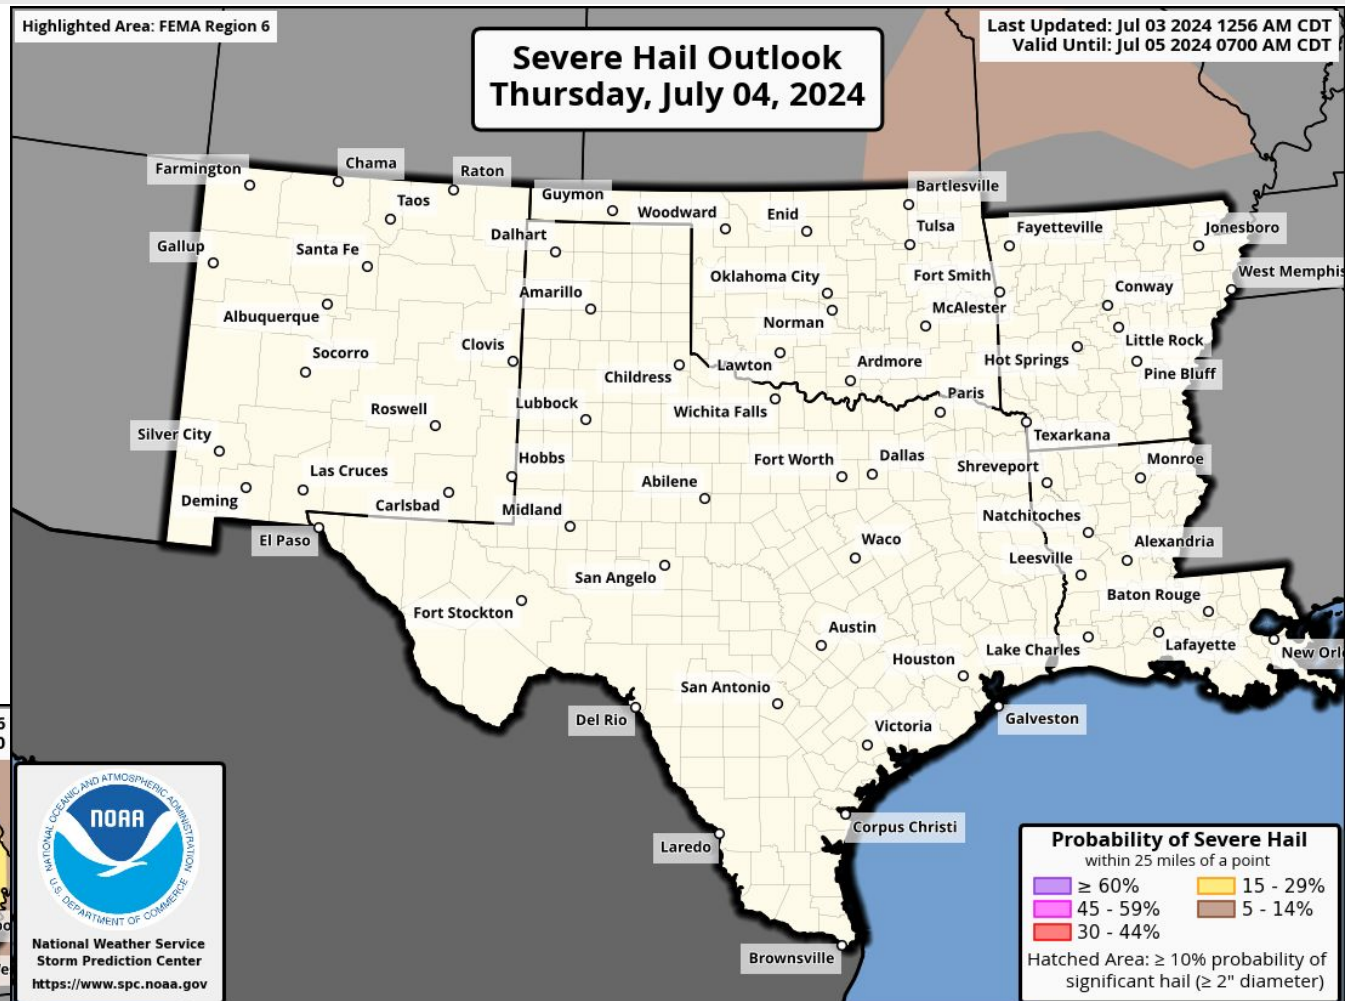 Highlighted Area: FEMA Region 6
Last Updated: Jul 03 2024 1256 AM CDT
Valid Until: Jul 05 2024 0700 AM CDT
Severe Hail Outlook
Thursday, July 04, 2024
Farmington
Chama
Raton
Taos
Guymon
Woodward
Enid
Bartlesville
Gallup
Santa Fe
Dalhart
Tulsa
Fayetteville
Jonesboro
Oklahoma City
Fort Smith
West Memphis
Amarillo
Conway
Albuquerque
Norman
McAlester
Socorro
Clovis
Little Rock
Childress
Lawton
Ardmore
Hot Springs
Pine Bluff
Roswell
Lubbock
Wichita Falls
Paris
Silver City
Texarkana
Las Cruces
Hobbs
Fort Worth
Dallas
Shreveport
Monroe
Deming
Carlsbad
Midland
Abilene
Natchitoches
El Paso
Waco
Alexandria
San Angelo
Leesville
Fort Stockton
Baton Rouge
Austin
Lake Charles
Lafayette
New Orl
Houston
San Antonio
Del Rio
Victoria
Galveston
5
0
Laredo
Corpus Christi
Brownsville
NATIONAL OCEANIC AND ATMOSPHERIC ADMINISTRATION
NOAA
U.S. DEPARTMENT OF COMMERCE
National Weather Service
Storm Prediction Center
https://www.spc.noaa.gov
Probability of Severe Hail
within 25 miles of a point
≥ 60%
15 - 29%
45 - 59%
5 - 14%
30 - 44%
Hatched Area: ≥ 10% probability of
significant hail (≥ 2" diameter)